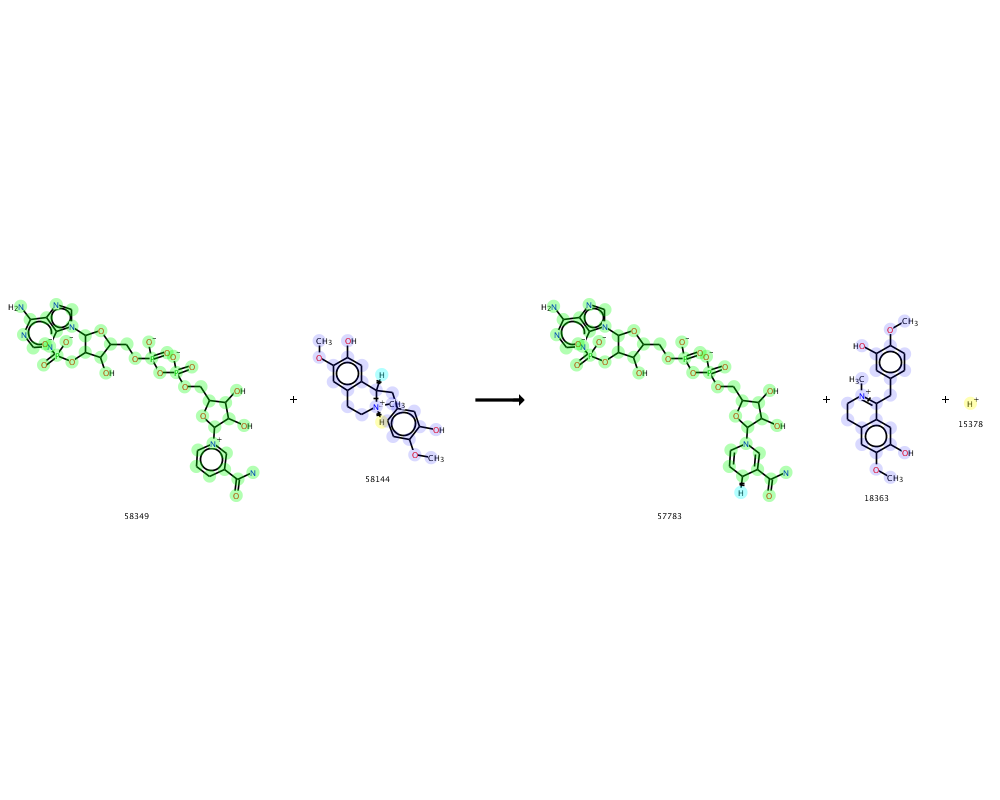 H₂N N N N N O O⁻ O⁻ P O O O OH O O⁻ P O O⁻ O P O O OH O OH N⁺ N O
58349
+
CH₃ O OH H N⁺ CH₃ H OH O CH₃
58144
H₂N N N N N O O⁻ O⁻ P O O O OH O O⁻ P O O⁻ O P O O OH O OH N N O H
57783
+
CH₃ O HO H₃C N⁺ OH O CH₃
18363
+
H⁺
15378